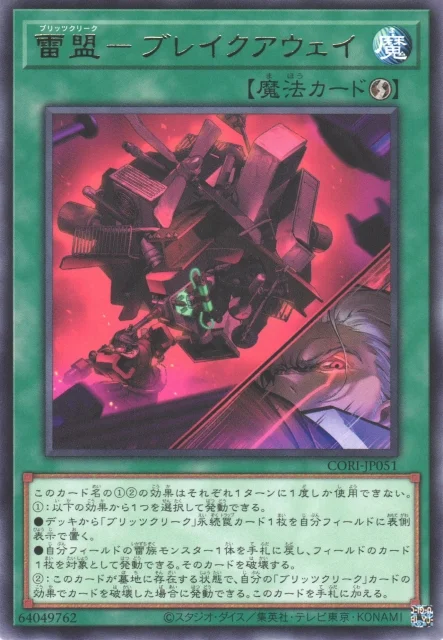 ブリッツクリーク
雷盟－ブレイクアウェイ
魔
【魔法カード】
CORI-JP051
このカード名の①②の効果はそれぞれ１ターンに１度しか使用できない。
①：以下の効果から１つを選択して発動できる。
●デッキから「ブリッツクリーク」永続罠カード１枚を自分フィールドに表側
表示で置く。
●自分フィールドの雷族モンスター１体を手札に戻し、フィールドのカード
１枚を対象として発動できる。そのカードを破壊する。
②：このカードが墓地に存在する状態で、自分の「ブリッツクリーク」カードの
効果でカードを破壊した場合に発動できる。このカードを手札に加える。
64049762
©スタジオ・ダイス／集英社・テレビ東京・KONAMI